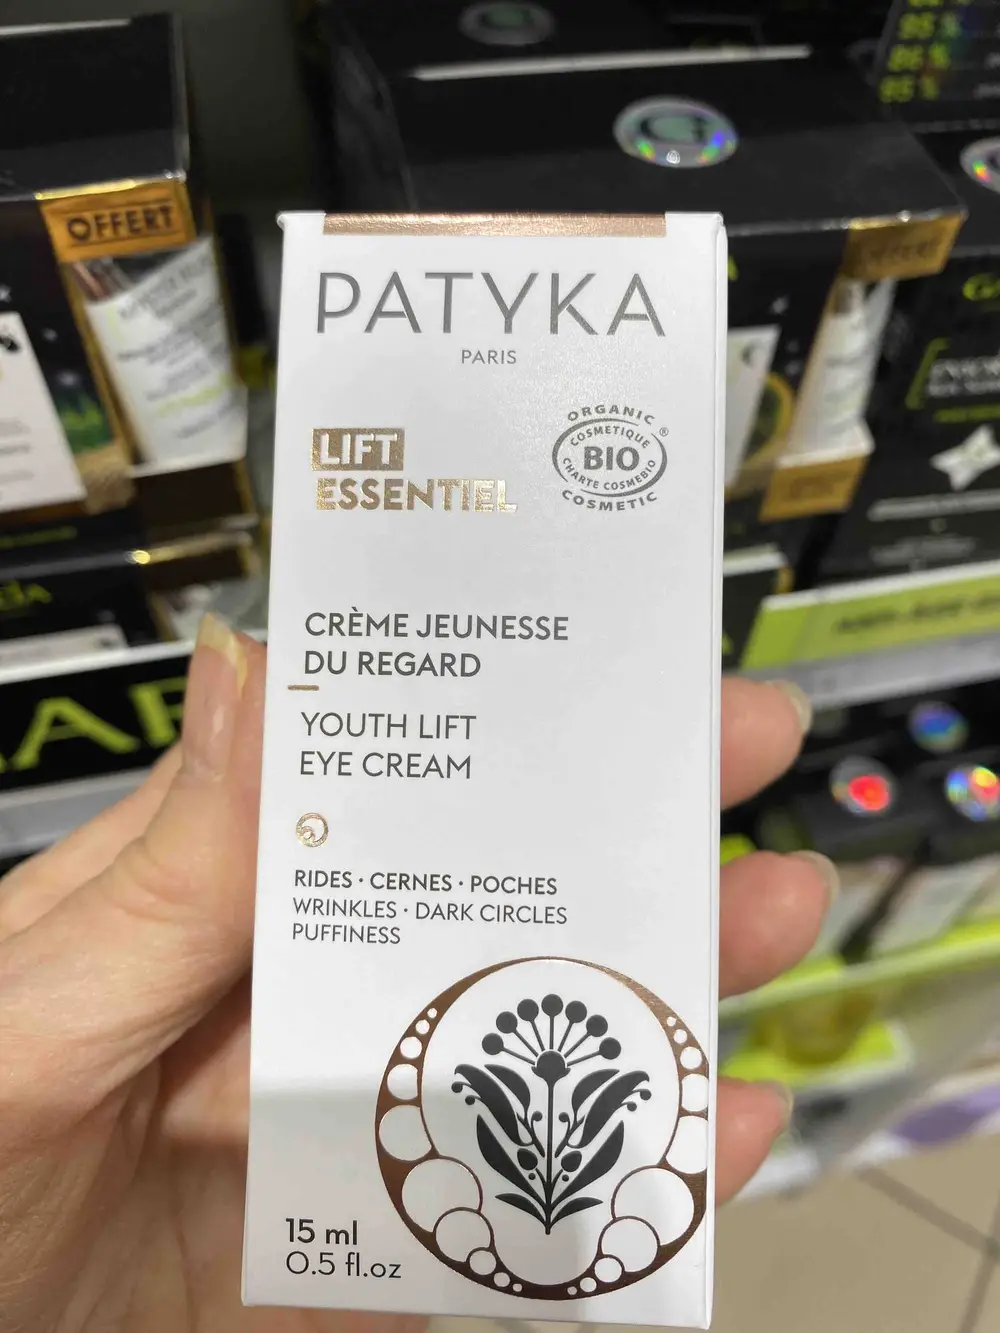 OFFERT
OFFERT
PATYKA
PARIS
LIFT
ESSENTIEL
ORGANIC
COSMETIQUE
BIO
CHARTE COSMEBIO
COSMETIC
®
CRÈME JEUNESSE
DU REGARD
YOUTH LIFT
EYE CREAM
RIDES · CERNES · POCHES
WRINKLES · DARK CIRCLES
PUFFINESS
15 ml
0.5 fl.oz